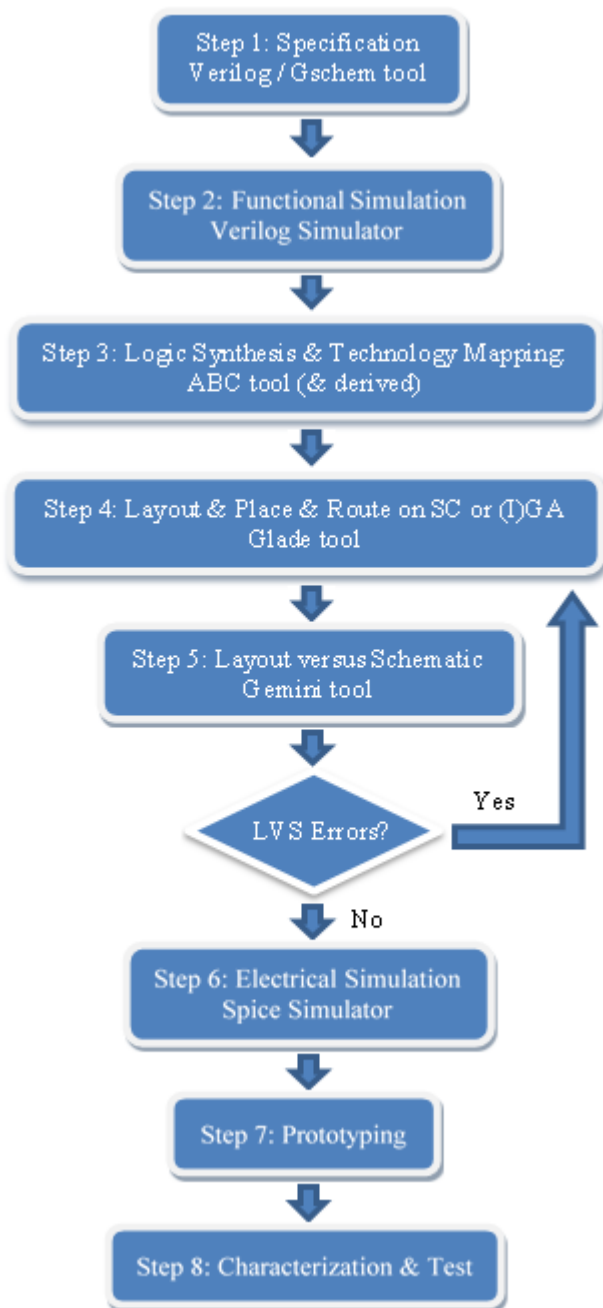 Step 1: Specification
Verilog / Gschem tool
Step 2: Functional Simulation
Verilog Simulator
Step 3: Logic Synthesis & Technology Mapping
ABC tool (& derived)
Step 4: Layout & Place & Route on SC or (I)GA
Glade tool
Step 5: Layout versus Schematic
Gemini tool
LVS Errors?
Yes
No
Step 6: Electrical Simulation
Spice Simulator
Step 7: Prototyping
Step 8: Characterization & Test